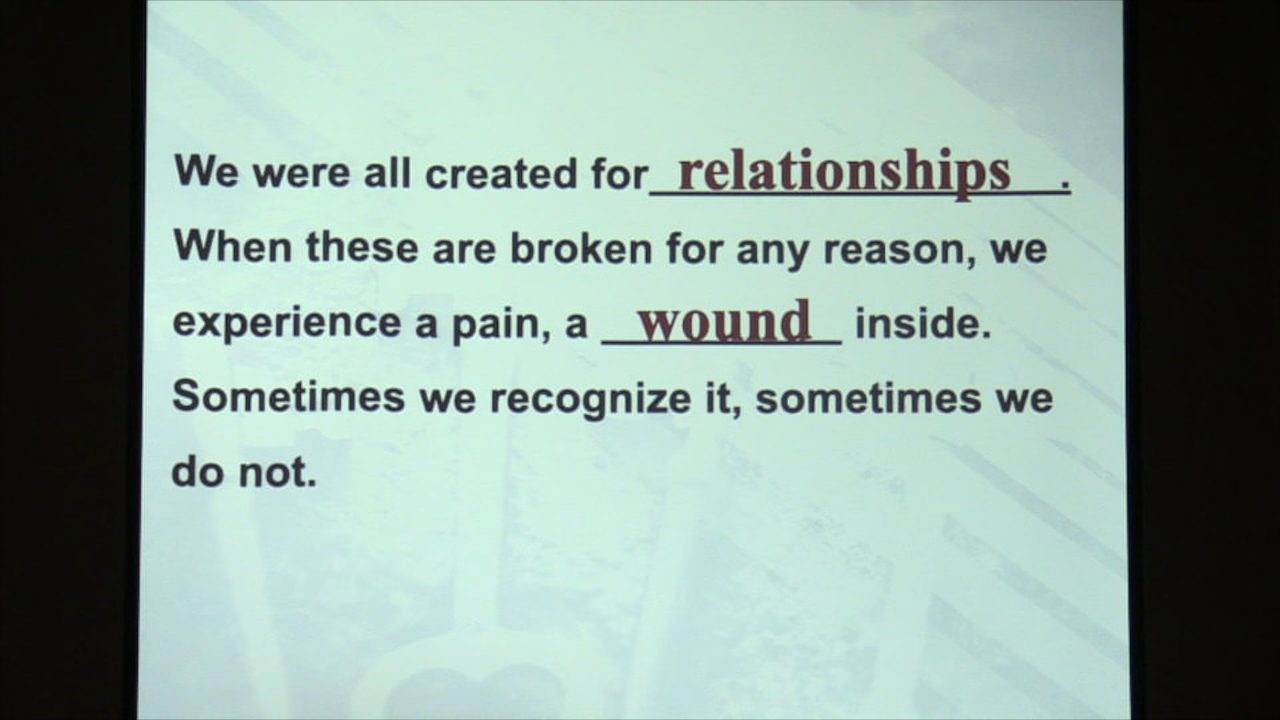 We were all created for relationships.
When these are broken for any reason, we
experience a pain, a wound inside.
Sometimes we recognize it, sometimes we
do not.